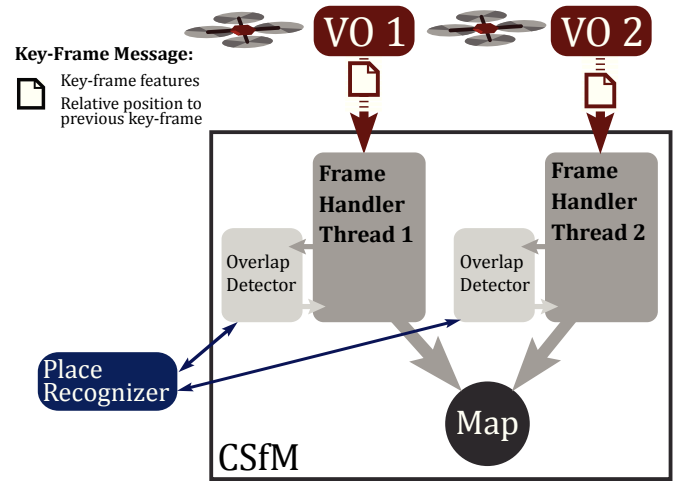 VO 1
VO 2
Key-Frame Message:
Key-frame features
Relative position to
previous key-frame
Frame
Handler
Thread 1
Frame
Handler
Thread 2
Overlap
Detector
Overlap
Detector
Place
Recognizer
Map
CSfM